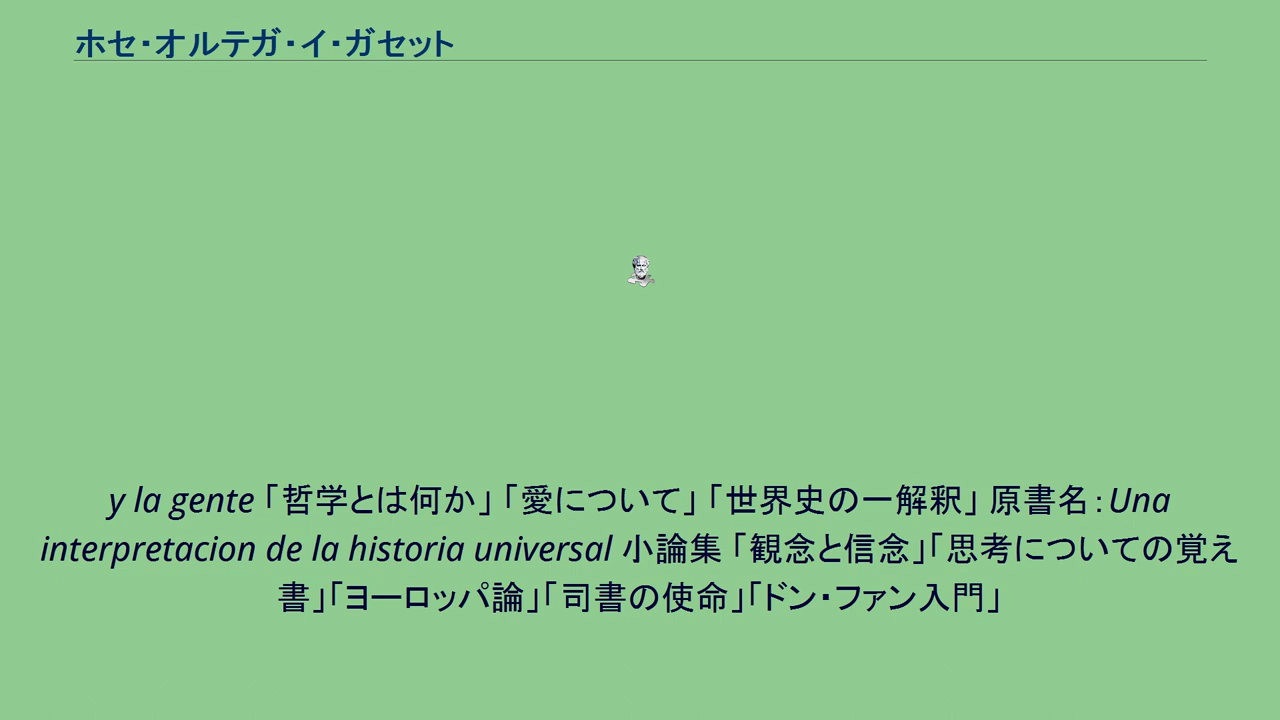 ホセ・オルテガ・イ・ガセット
y la gente 「哲学とは何か」 「愛について」 「世界史の一解釈」 原書名：Una
interpretacion de la historia universal 小論集 「観念と信念」「思考についての覚え
書」「ヨーロッパ論」「司書の使命」「ドン・ファン入門」